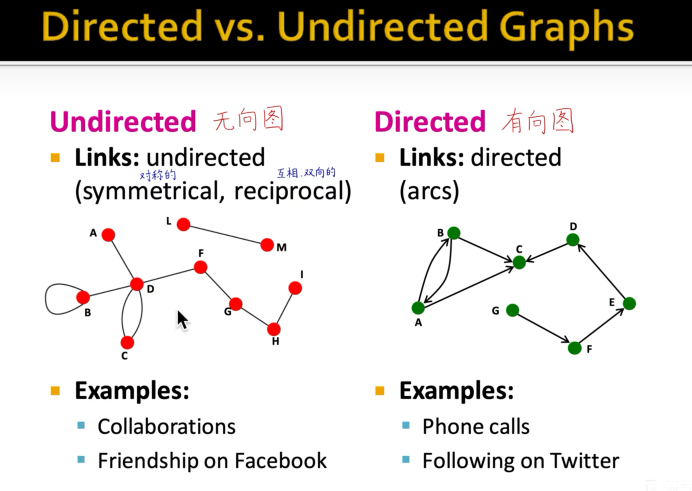 Directed vs. Undirected Graphs
Undirected 无向图
Links: undirected
对称的 互相.双向的
(symmetrical, reciprocal)
A
L
M
F
I
D
B
G
H
C
Examples:
Collaborations
Friendship on Facebook
Directed 有向图
Links: directed
(arcs)
B
D
C
E
A
G
F
Examples:
Phone calls
Following on Twitter